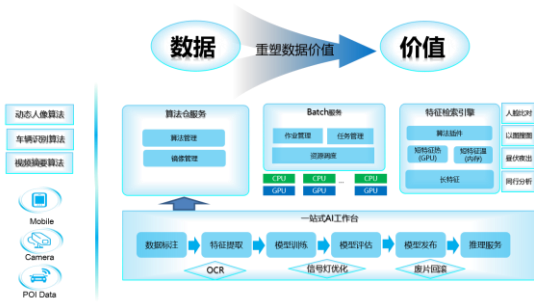 数据
重塑数据价值
价值
动态人像算法
车辆识别算法
视频摘要算法
Mobile
Camera
POI Data
算法仓服务
算法管理
镜像管理
Batch服务
作业管理
任务管理
资源调度
CPU
CPU
...
CPU
GPU
GPU
GPU
特征检索引擎
算法插件
短特征热
(GPU)
短特征温
(内存)
长特征
人脸比对
以图搜图
昼伏夜出
同行分析
一站式AI工作台
数据标注
特征提取
模型训练
模型评估
模型发布
推理服务
OCR
信号灯优化
废片回滚